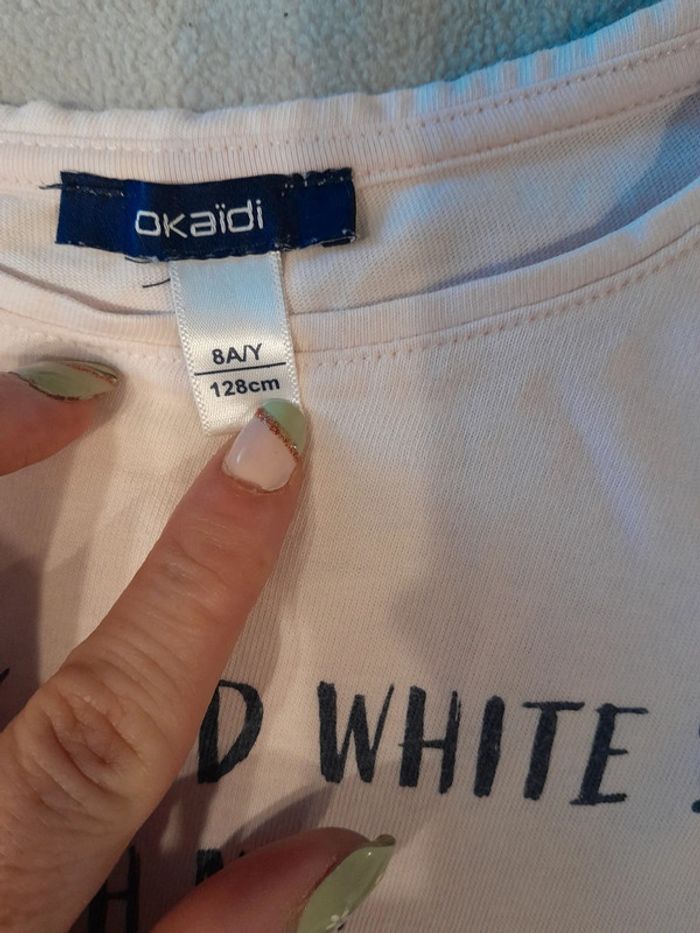 okaïdi
8A/Y
128cm
D WHITE
H